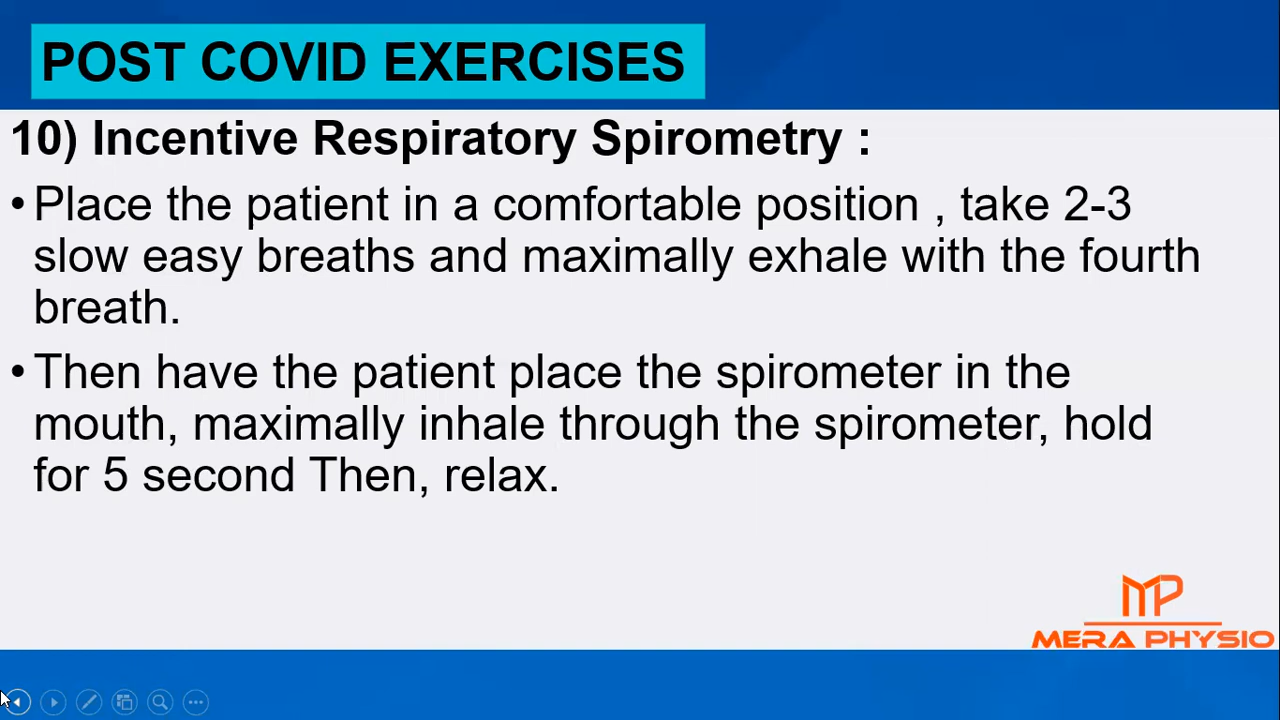 POST COVID EXERCISES
10) Incentive Respiratory Spirometry :
•Place the patient in a comfortable position , take 2-3
slow easy breaths and maximally exhale with the fourth
breath.
•Then have the patient place the spirometer in the
mouth, maximally inhale through the spirometer, hold
for 5 second Then, relax.
MP
MERA PHYSIO